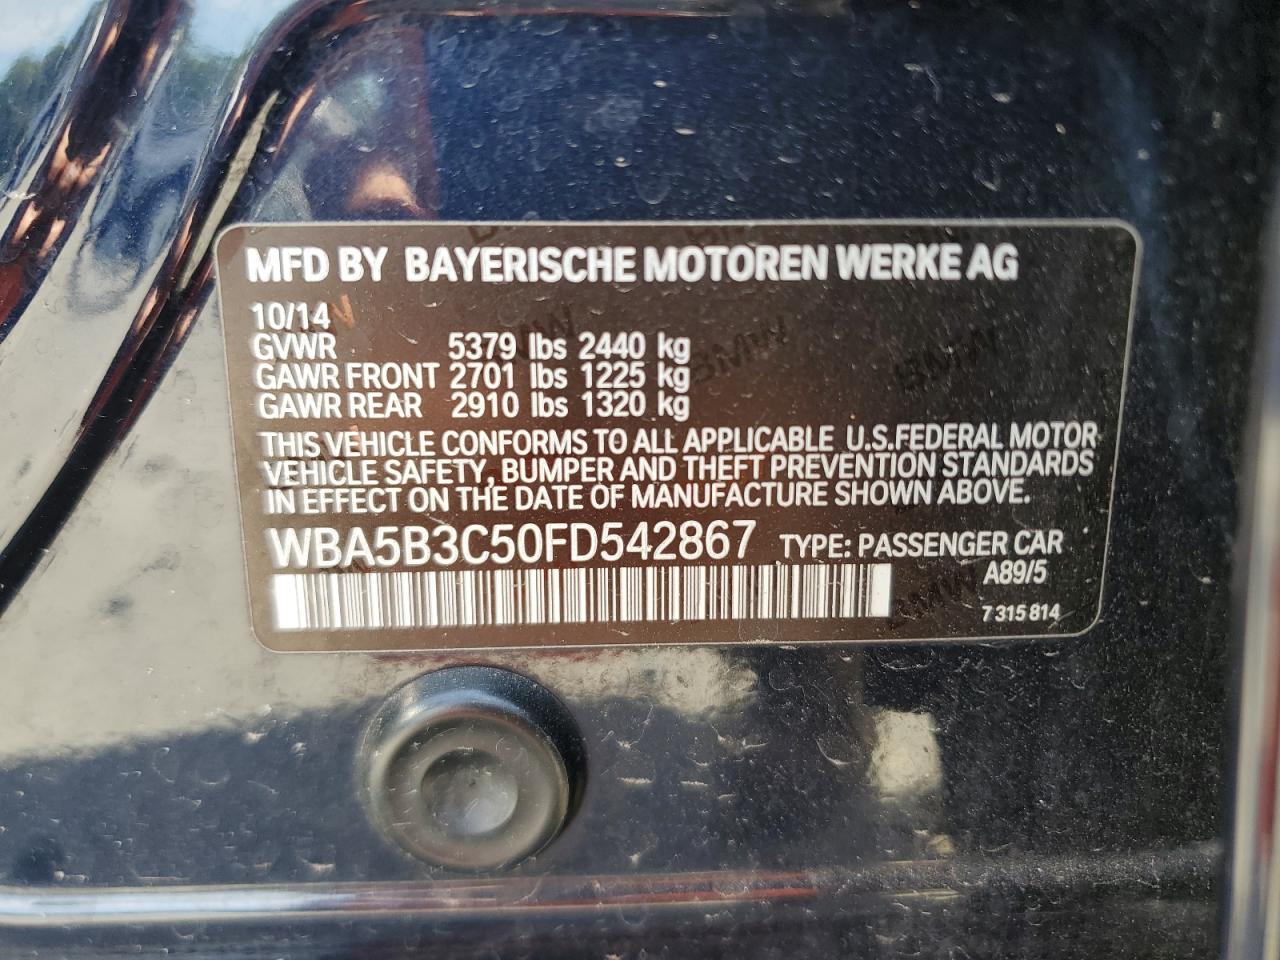 MFD BY BAYERISCHE MOTOREN WERKE AG
10/14
GVWR 5379 lbs 2440 kg
GAWR FRONT 2701 lbs 1225 kg
GAWR REAR 2910 lbs 1320 kg
THIS VEHICLE CONFORMS TO ALL APPLICABLE U.S.FEDERAL MOTOR
VEHICLE SAFETY, BUMPER AND THEFT PREVENTION STANDARDS
IN EFFECT ON THE DATE OF MANUFACTURE SHOWN ABOVE.
WBA5B3C50FD542867 TYPE: PASSENGER CAR
A89/5
7 315 814